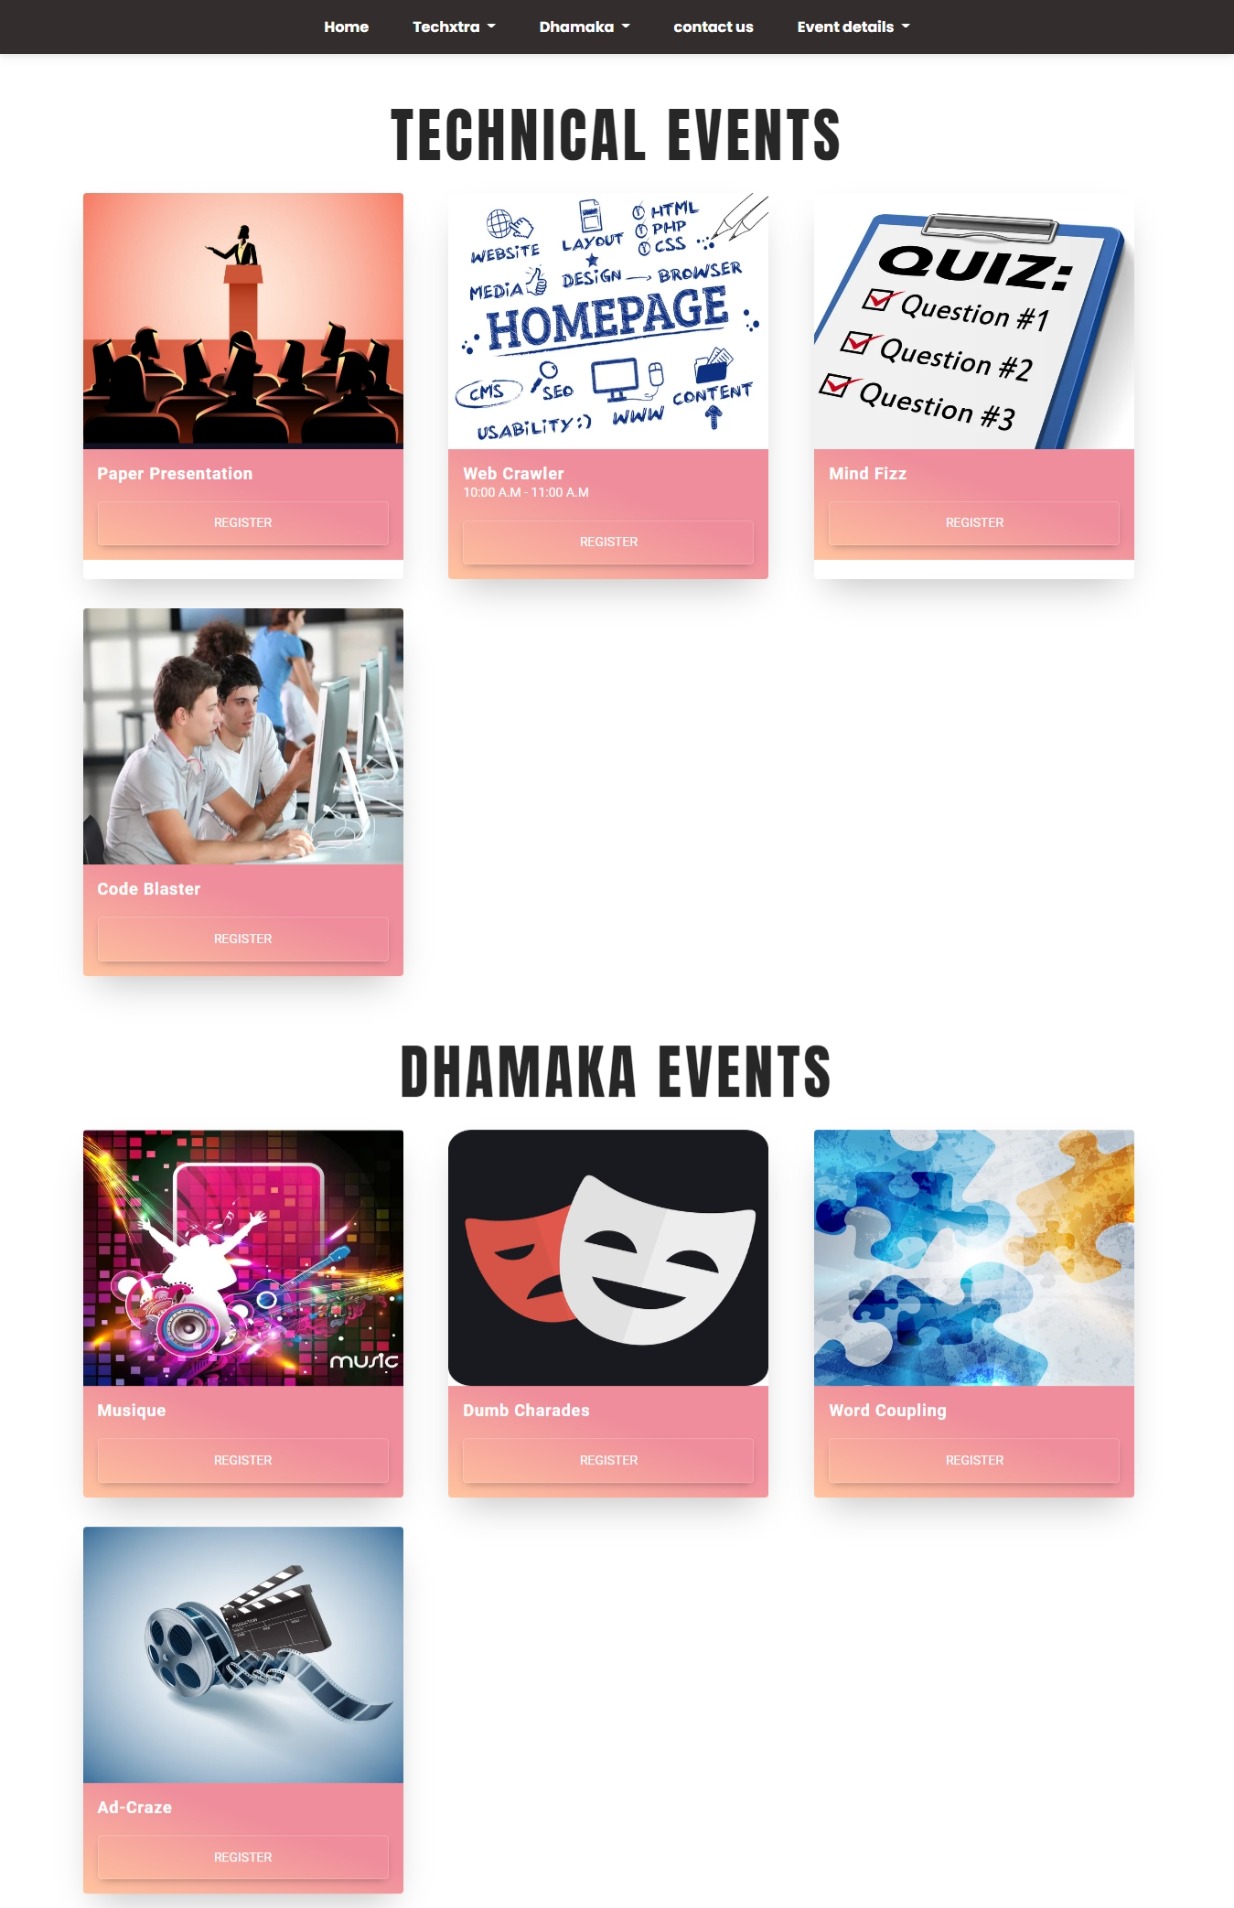 Home Techxtra Dhamaka contact us Event details
TECHNICAL EVENTS
WEBSITE
LAYOUT
HTML
PHP
CSS
MEDIA
DESIGN
BROWSER
HOMEPAGE
CMS
SEO
CONTENT
USABILITY:)
WWW
QUIZ:
Question #1
Question #2
Question #3
Paper Presentation
REGISTER
Web Crawler
10:00 A.M - 11:00 A.M
REGISTER
Mind Fizz
REGISTER
Code Blaster
REGISTER
DHAMAKA EVENTS
music
Musique
REGISTER
Dumb Charades
REGISTER
Word Coupling
REGISTER
Ad-Craze
REGISTER